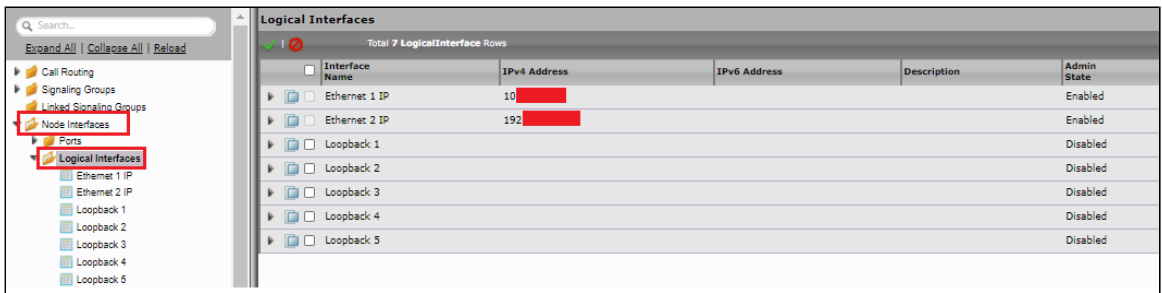 Search...
Expand All | Collapse All | Reload
Call Routing
Signaling Groups
Linked Signaling Groups
Node Interfaces
Ports
Logical Interfaces
Ethernet 1 IP
Ethernet 2 IP
Loopback 1
Loopback 2
Loopback 3
Loopback 4
Loopback 5
Logical Interfaces
Total 7 LogicalInterface Rows
Interface Name IPv4 Address IPv6 Address Description Admin State
Ethernet 1 IP 10 Enabled
Ethernet 2 IP 192 Enabled
Loopback 1 Disabled
Loopback 2 Disabled
Loopback 3 Disabled
Loopback 4 Disabled
Loopback 5 Disabled